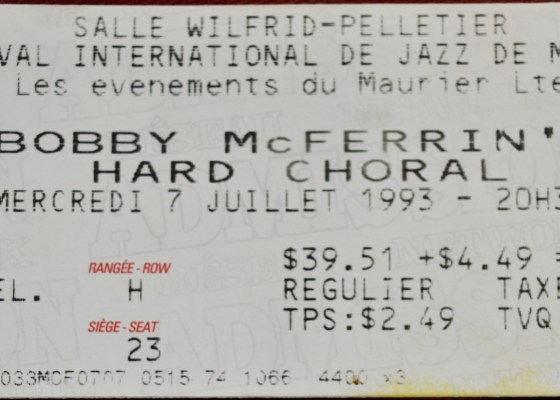 SALLE WILFRID-PELLETIER
VAL INTERNATIONAL DE JAZZ DE M
Les evenements du Maurier Lte
BOBBY McFERRIN"
HARD CHORAL
MERCREDI 7 JUILLET 1993 - 20H3
RANGÉE-ROW $39.51 +$4.49 =
EL. H REGULIER TAXE
SIÈGE-SEAT TPS:$2.49 TVQ
23
033MCF0707 0515 74 1066 4400 x3